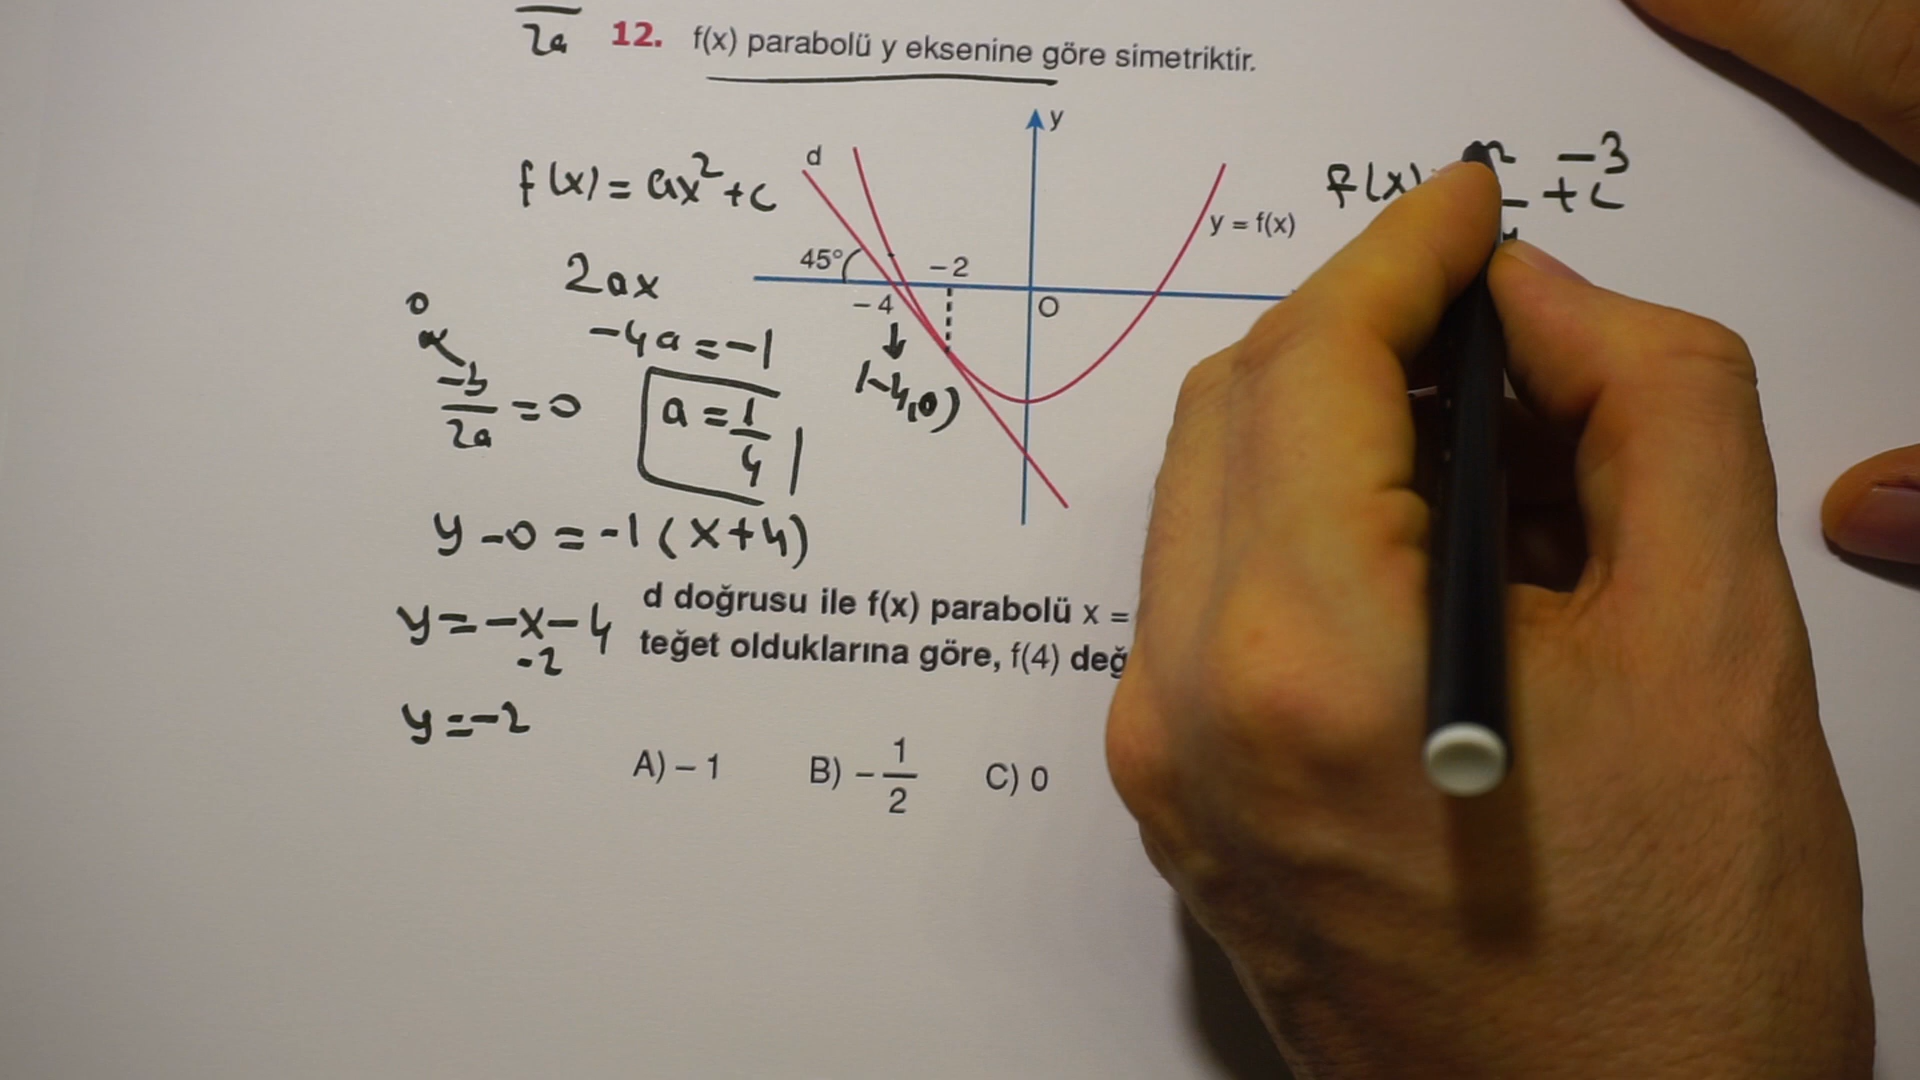 2a
12. f(x) parabolü y eksenine göre simetriktir.
f(x) = ax²+c
d
y
y = f(x)
f(x)
-3
+c
45°
-2
-4
O
2ax
-4a=-1
a=1/4
(-4,0)
0
2a
=0
y-0=-1(x+4)
y=-x-4
-2
y=-2
d doğrusu ile f(x) parabolü x =
teğet olduklarına göre, f(4) değ
A) – 1 B) – 1/2 C) 0